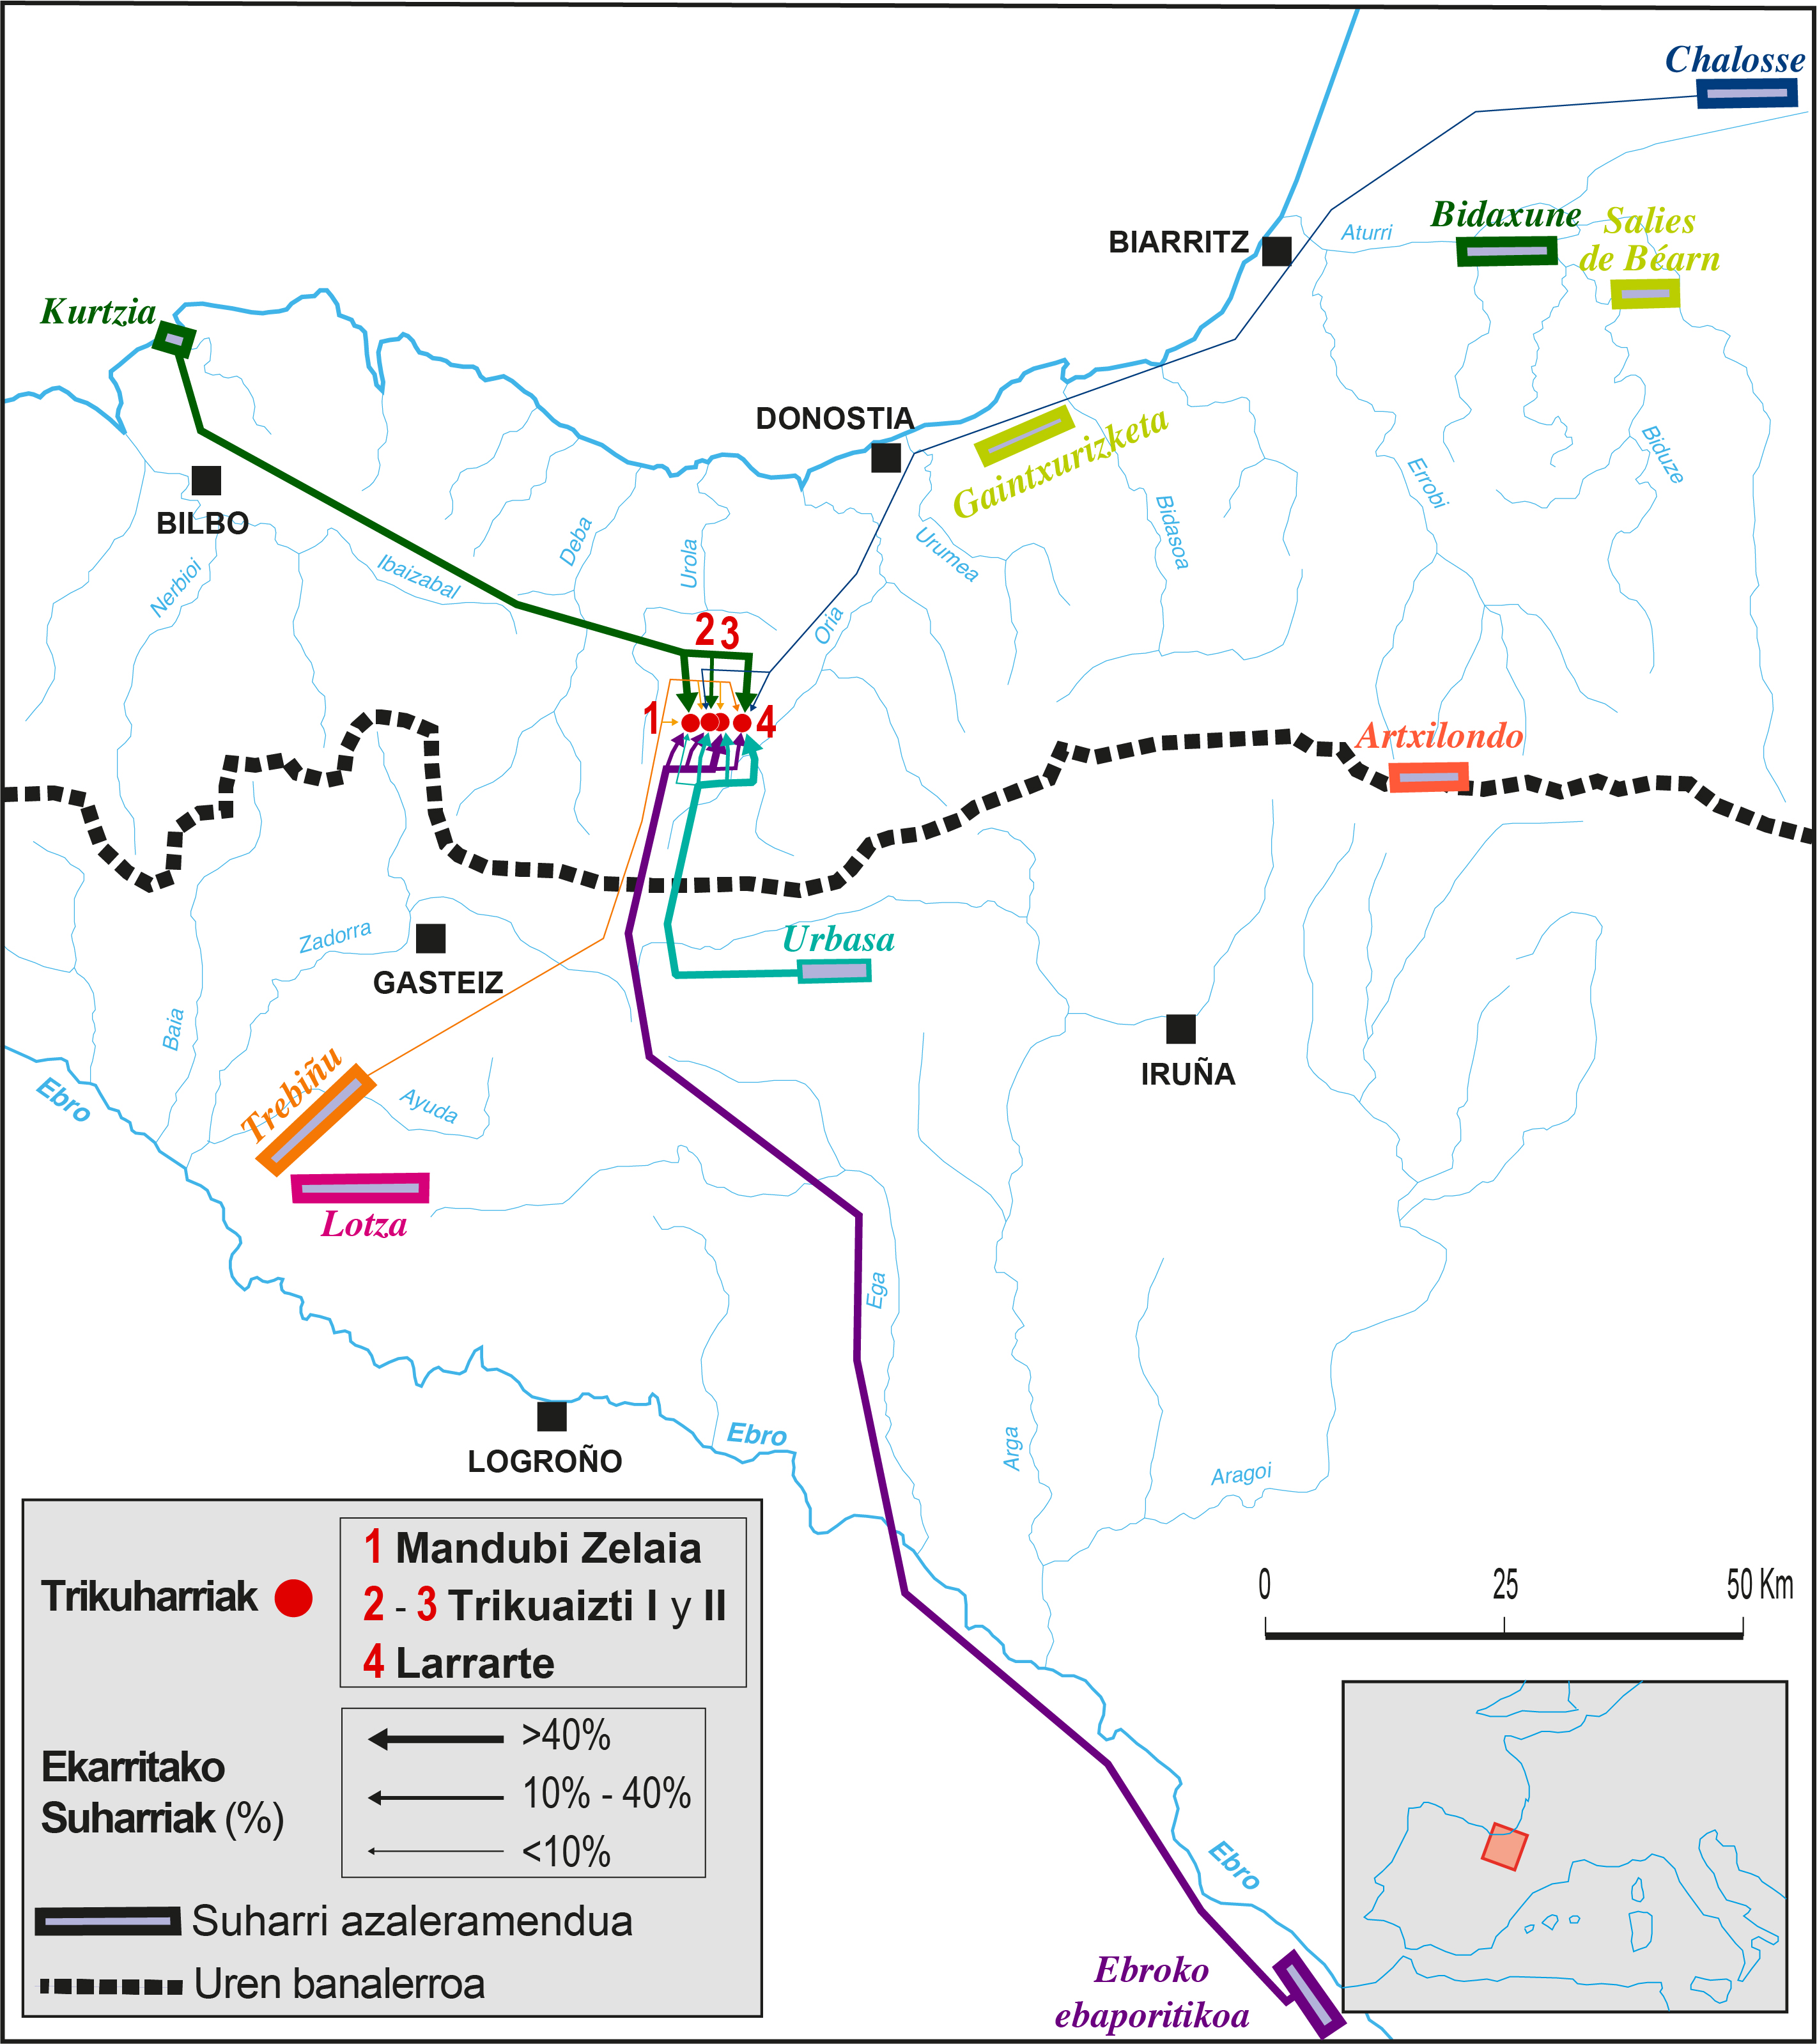 Chalosse
Bidaxune
Salies
de Béarn
Aturri
BIARRITZ
Kurtzia
DONOSTIA
Gaintxurizketa
Biduze
Errobi
Bidasoa
BILBO
Nerbioi
Ibaizabal
Deba
Urola
Urumea
Oria
2 3
1
4
Artxilondo
Urbasa
Zadorra
GASTEIZ
Baia
IRUÑA
Ebro
Trebiñu
Ayuda
Lotza
Ega
Arga
Aragoi
Ebro
LOGROÑO
Ebro
Ebroko
ebaporitikoa
0 25 50 Km
Trikuharriak
1 Mandubi Zelaia
2 - 3 Trikuaizti I y II
4 Larrarte
Ekarritako
Suharriak (%)
>40%
10% - 40%
<10%
Suharri azaleramendua
Uren banalerroa